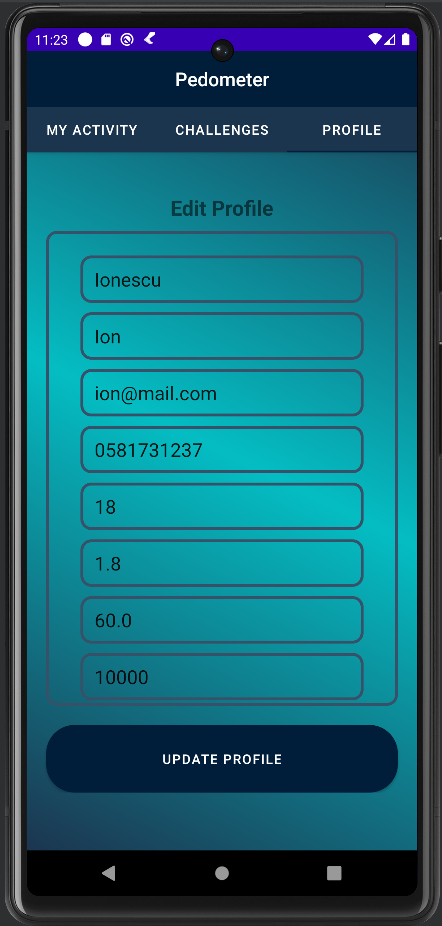 11:23
Pedometer
MY ACTIVITY CHALLENGES PROFILE
Edit Profile
Ionescu
Ion
ion@mail.com
0581731237
18
1.8
60.0
10000
UPDATE PROFILE